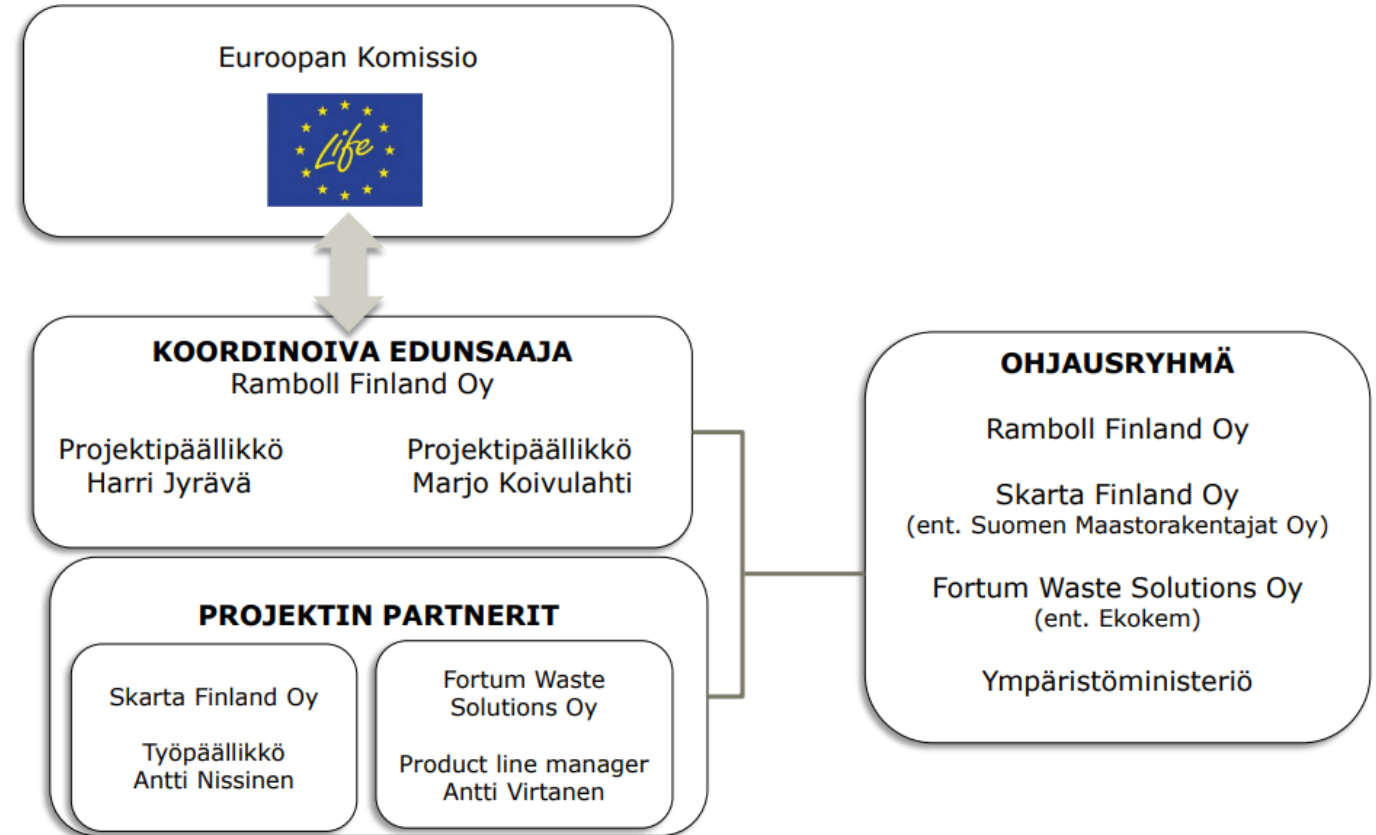 Euroopan Komissio
Life
KOORDINOIVA EDUNSAAJA
Ramboll Finland Oy
Projektipäällikkö
Harri Jyrävä
Projektipäällikkö
Marjo Koivulahti
PROJEKTIN PARTNERIT
Skarta Finland Oy
Työpäällikkö
Antti Nissinen
Fortum Waste
Solutions Oy
Product line manager
Antti Virtanen
OHJAUSRYHMÄ
Ramboll Finland Oy
Skarta Finland Oy
(ent. Suomen Maastorakentajat Oy)
Fortum Waste Solutions Oy
(ent. Ekokem)
Ympäristöministeriö